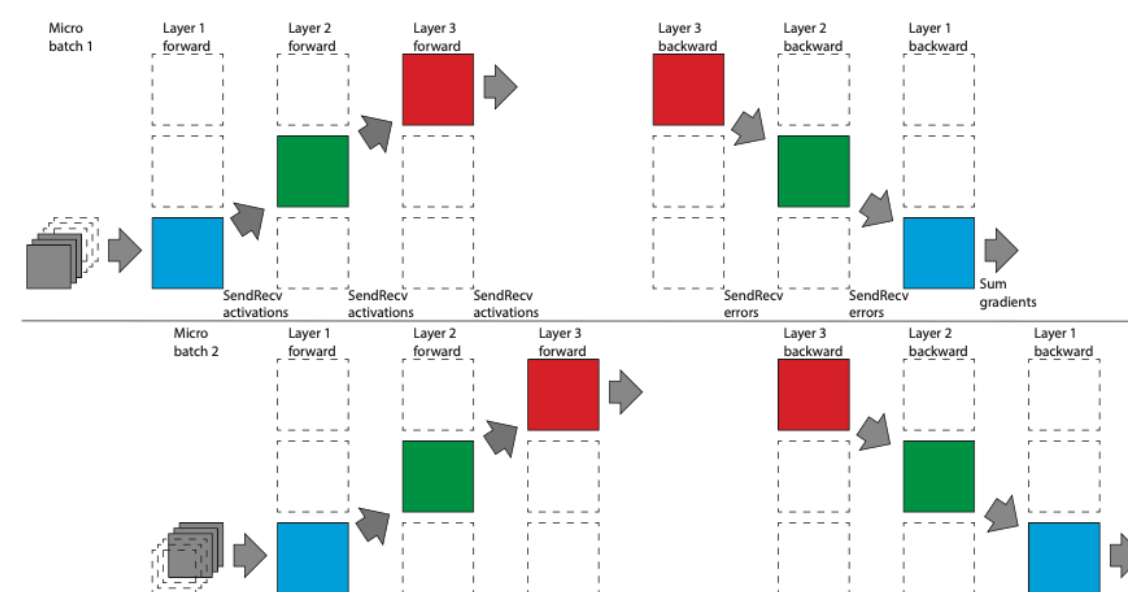 Micro
batch 1
Layer 1
forward
Layer 2
forward
Layer 3
forward
Layer 3
backward
Layer 2
backward
Layer 1
backward
SendRecv
activations
SendRecv
activations
SendRecv
activations
SendRecv
errors
SendRecv
errors
Sum
gradients
Micro
batch 2
Layer 1
forward
Layer 2
forward
Layer 3
forward
Layer 3
backward
Layer 2
backward
Layer 1
backward